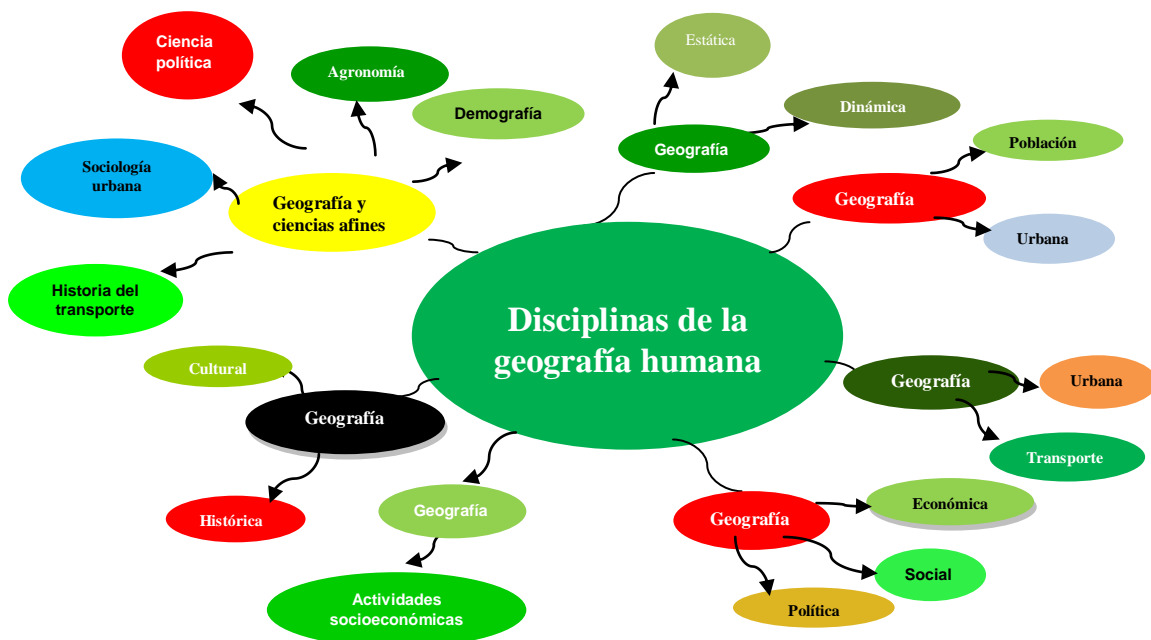 Ciencia
política
Agronomía
Demografía
Sociología
urbana
Geografía y
ciencias afines
Historia del
transporte
Estática
Dinámica
Geografía
Población
Geografía
Urbana
Disciplinas de la
geografía humana
Cultural
Geografía
Histórica
Geografía
Actividades
socioeconómicas
Geografía
Urbana
Transporte
Geografía
Económica
Social
Política